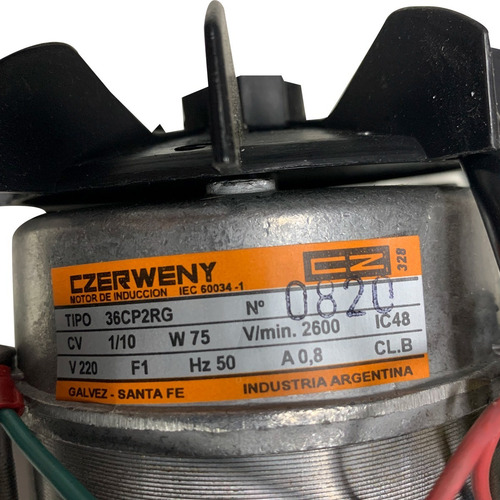 CZERWENY
MOTOR DE INDUCCION IEC 60034 -1
CZ
328
TIPO 36CP2RG Nº 0820
CV 1/10 W 75 V/min. 2600 IC48
V 220 F1 Hz 50 A 0,8 CL.B
GALVEZ - SANTA FE INDUSTRIA ARGENTINA